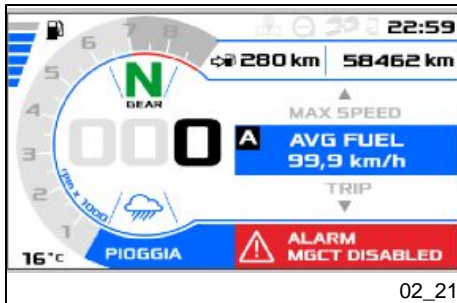 22:59
280 km
58462 km
8
7
6
5
4
3
2
1
rpm x 1000
N
GEAR
000
MAX SPEED
A
AVG FUEL
99,9 km/h
TRIP
16°C
PIOGGIA
ALARM
MGCT DISABLED
02_21